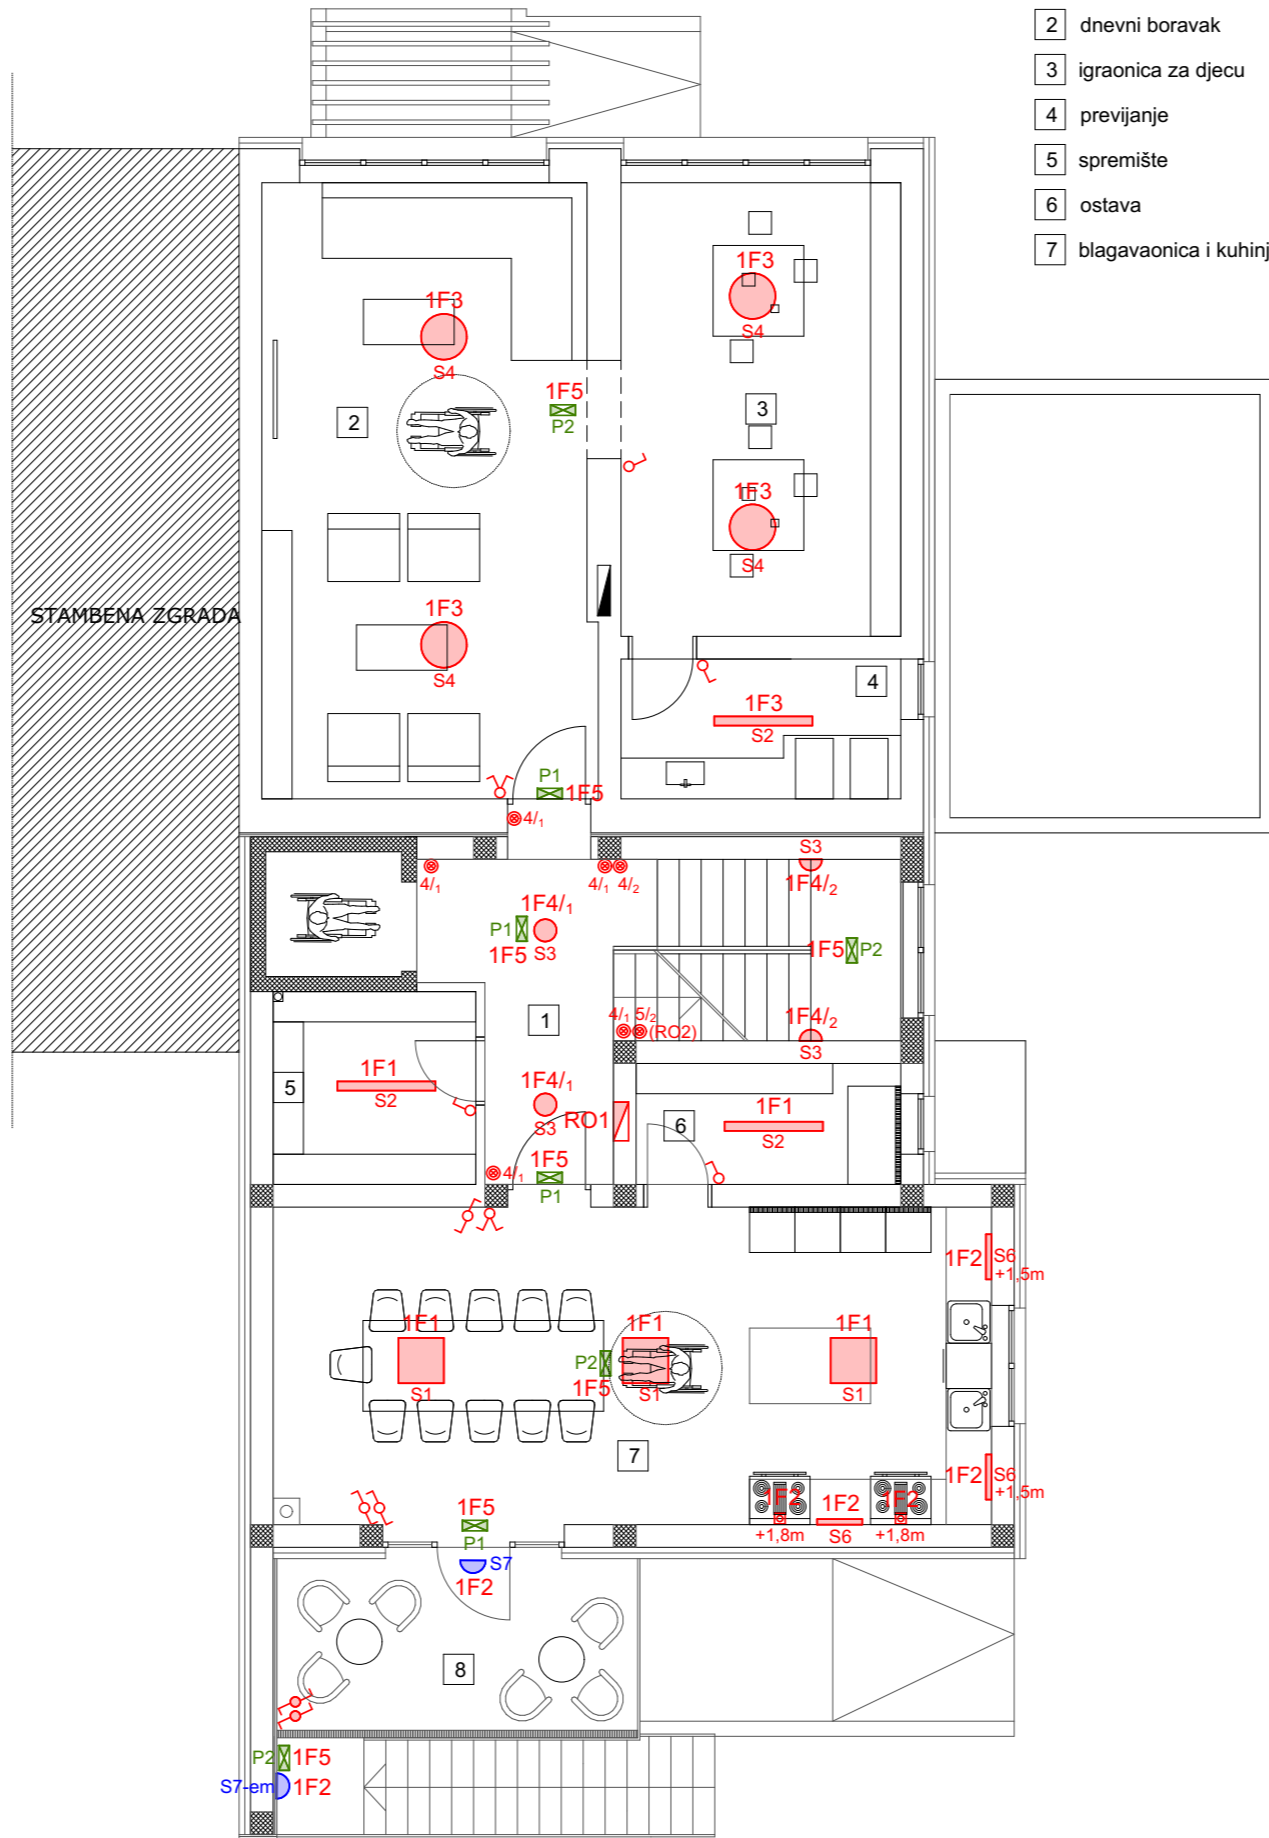 2 dnevni boravak
3 igraonica za djecu
4 previjanje
5 spremište
6 ostava
7 blagavaonica i kuhinj
1F3
S4
1F3
S4
1F5
P2
2
3
1F3
S4
1F3
S4
STAMBENA ZGRADA
4
1F3
S2
P1
1F5
4/1
S3
4/1
4/1
4/2
1F4/2
1F4/1
P1
1F5
S3
1F5
P2
1
4/1
5/2
(RO2)
1F4/2
S3
1F1
S2
5
1F4/1
S3
RO1
6
1F1
S2
4/1
1F5
P1
1F2
S6
+1,5m
1F1
S1
P2
1F5
1F1
S1
1F1
S1
7
1F2
S6
+1,5m
1F5
P1
1F2
+1,8m
1F2
S6
1F2
+1,8m
S7
1F2
8
P2
1F5
S7-em
1F2